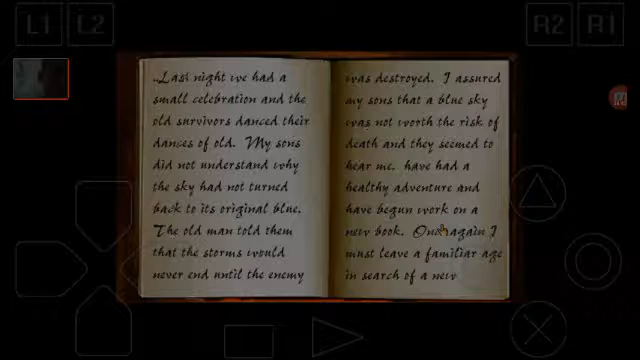 L1
L2
R2
R1
Last night we had a
small celebration and the
old survivors danced their
dances of old. My sons
did not understand why
the sky had not turned
back to its original blue.
The old man told them
that the storms would
never end until the enemy
was destroyed. I assured
my sons that a blue sky
was not worth the risk of
death and they seemed to
hear me. have had a
healthy adventure and
have begun work on a
new book. Once again I
must leave a familiar age
in search of a new